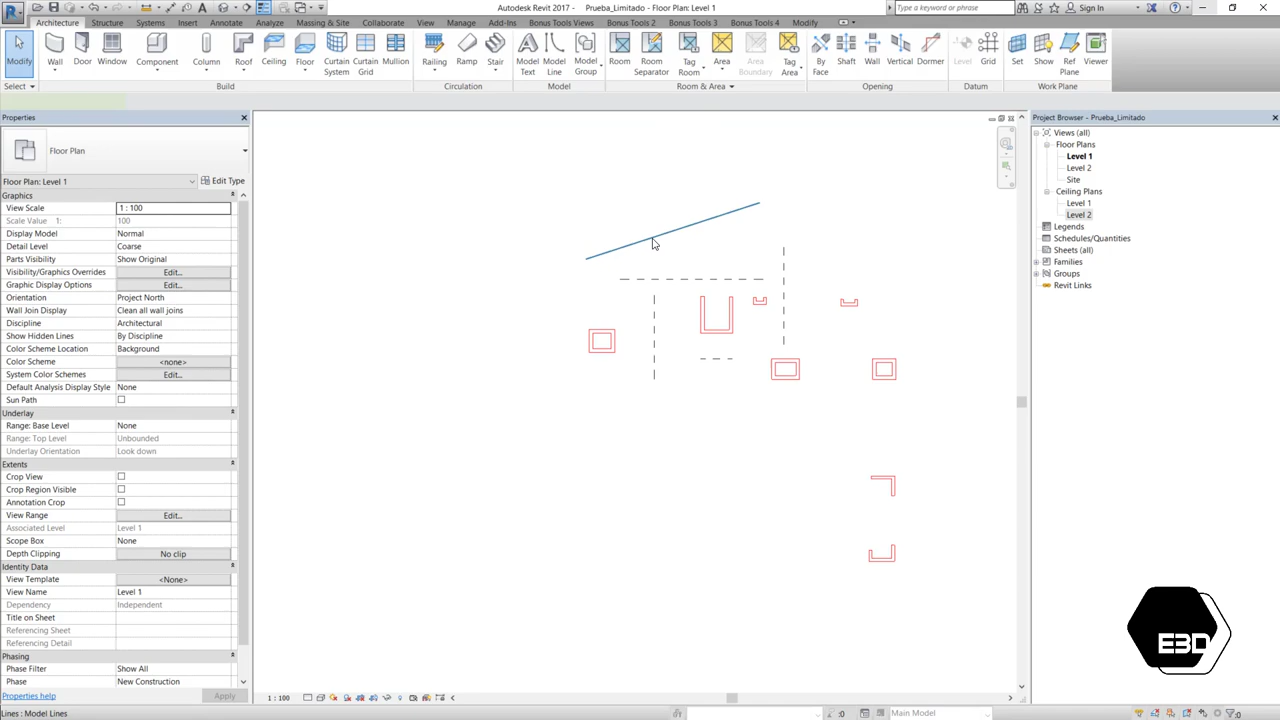 Autodesk Revit 2017 - Prueba_Limitado - Floor Plan: Level 1
Type a keyword or phrase
Sign In
Architecture Structure Systems Insert Annotate Analyze Massing & Site Collaborate View Manage Add-Ins Bonus Tools Views Bonus Tools 2 Bonus Tools 3 Bonus Tools 4 Modify
Modify Wall Door Window Component Column Roof Ceiling Floor Curtain System Curtain Grid Mullion Railing Ramp Stair Model Text Model Line Model Group Room Room Separator Tag Room Area Area Boundary Tag Area By Face Shaft Wall Vertical Dormer Level Grid Set Show Ref Plane Viewer
Select Build Circulation Model Room & Area Opening Datum Work Plane
Properties
Floor Plan
Floor Plan: Level 1 Edit Type
Graphics
View Scale 1 : 100
Scale Value 1: 100
Display Model Normal
Detail Level Coarse
Parts Visibility Show Original
Visibility/Graphics Overrides Edit...
Graphic Display Options Edit...
Orientation Project North
Wall Join Display Clean all wall joins
Discipline Architectural
Show Hidden Lines By Discipline
Color Scheme Location Background
Color Scheme <none>
System Color Schemes Edit...
Default Analysis Display Style None
Sun Path
Underlay
Range: Base Level None
Range: Top Level Unbounded
Underlay Orientation Look down
Extents
Crop View
Crop Region Visible
Annotation Crop
View Range Edit...
Associated Level Level 1
Scope Box None
Depth Clipping No clip
Identity Data
View Template <None>
View Name Level 1
Dependency Independent
Title on Sheet
Referencing Sheet
Referencing Detail
Phasing
Phase Filter Show All
Phase New Construction
Properties help Apply
Lines : Model Lines
1 : 100
:0
Main Model
:0
Project Browser - Prueba_Limitado
Views (all)
Floor Plans
Level 1
Level 2
Site
Ceiling Plans
Level 1
Level 2
Legends
Schedules/Quantities
Sheets (all)
Families
Groups
Revit Links
E3D